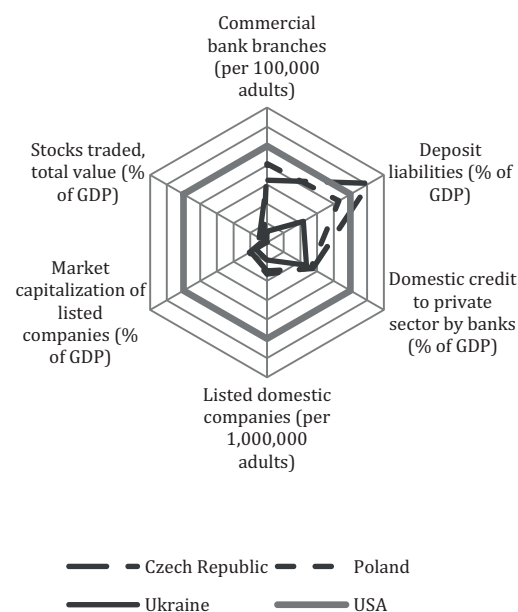 Commercial
bank branches
(per 100,000
adults)
Stocks traded,
total value (%
of GDP)
Deposit
liabilities (% of
GDP)
Market
capitalization of
listed
companies (%
of GDP)
Domestic credit
to private
sector by banks
(% of GDP)
Listed domestic
companies (per
1,000,000
adults)
Czech Republic
Poland
Ukraine
USA